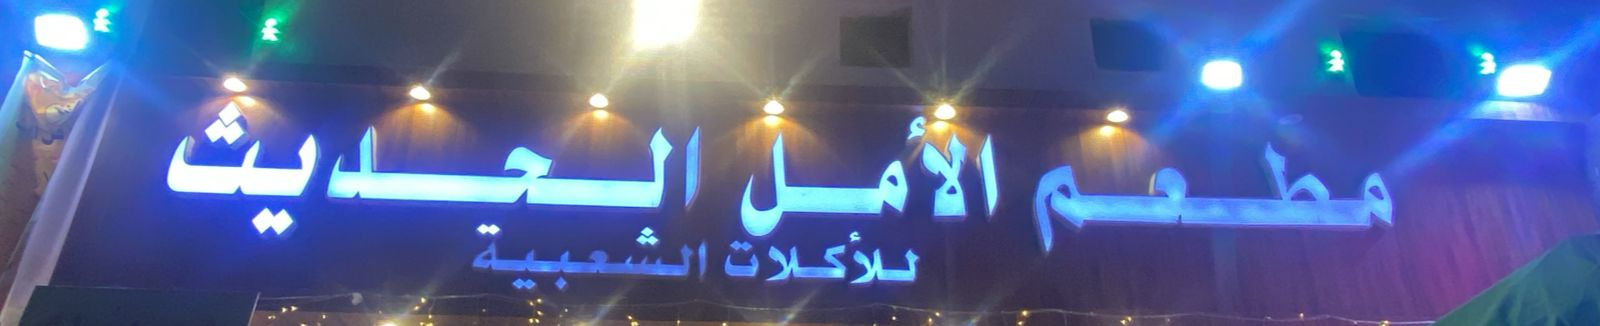 مطعم الأمل الحديث
للأكلات الشعبية